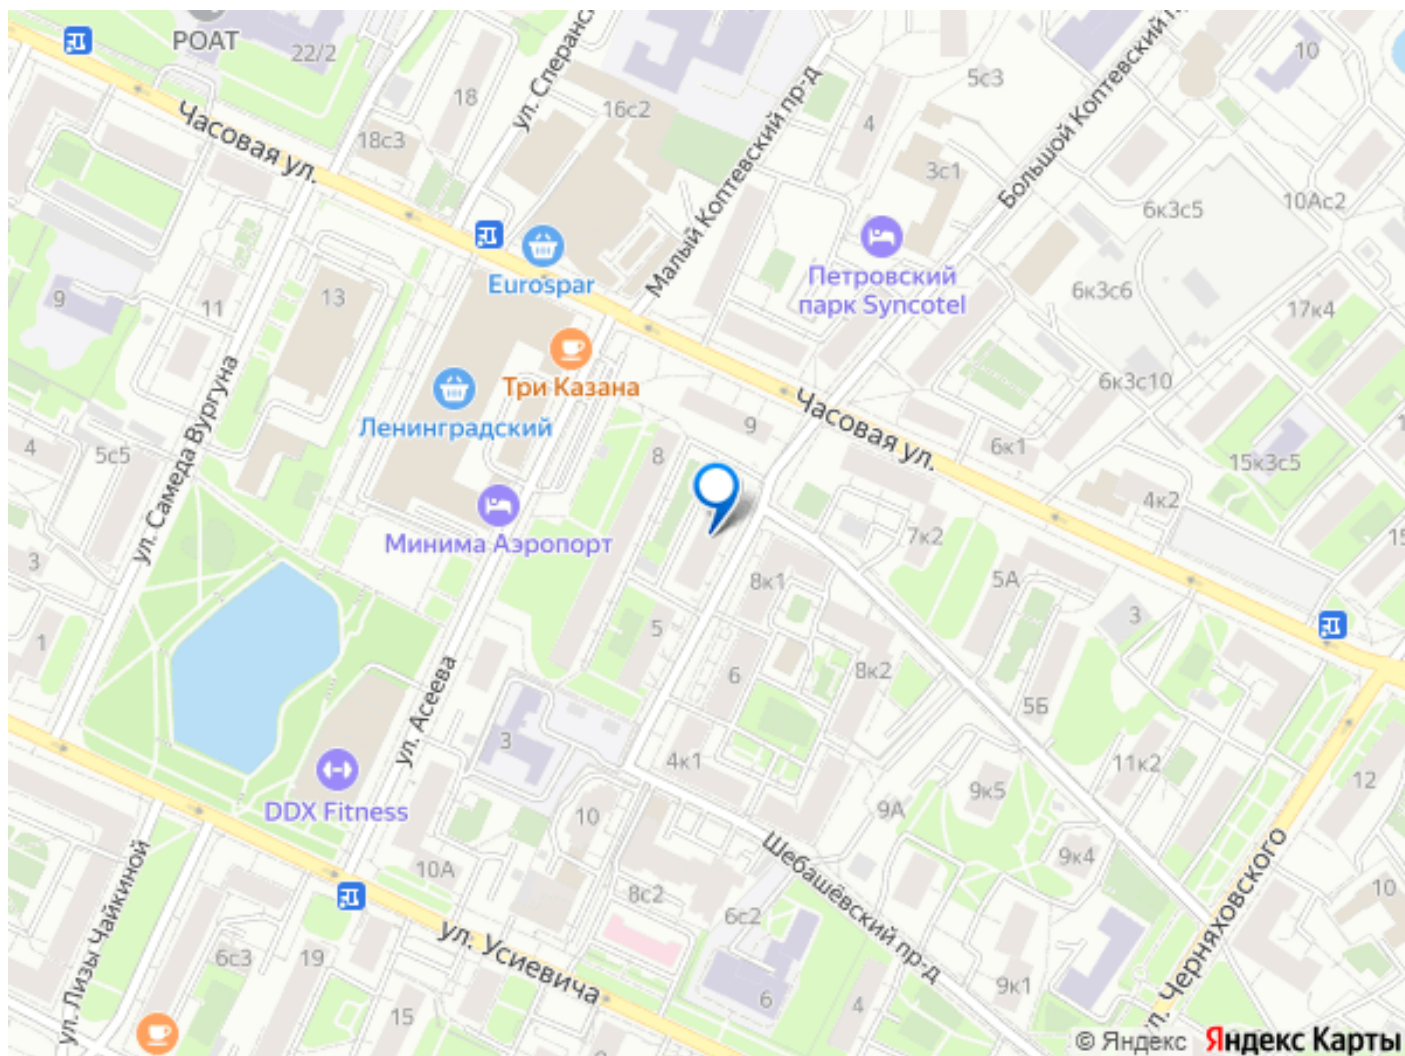 РОАТ
22/2
ул. Сперанс
Большой Коптевский п
10
5с3
18
16с2
Часовая ул.
18с3
4
Малый Коптевский пр-д
3с1
10Ас2
6к3с5
Eurospar
Петровский
парк Syncotel
6к3с6
9
11
13
17к4
Три Казана
6к3с10
Ленинградский
9
Часовая ул.
4
5с5
ул. Самеда Вургуна
8
6к1
15к3с5
4к2
Минима Аэропорт
7к2
15
3
8к1
5А
3
1
5
6
8к2
5Б
ул. Асеева
3
4к1
11к2
12
DDX Fitness
9к5
10
9А
Шебашёвский пр-д
9к4
10А
8с2
10
ул. Лизы Чайкиной
6с2
ул. Усиевича
ул. Черняховского
6с3
19
9к1
6
4
15
© Яндекс
Яндекс Карты